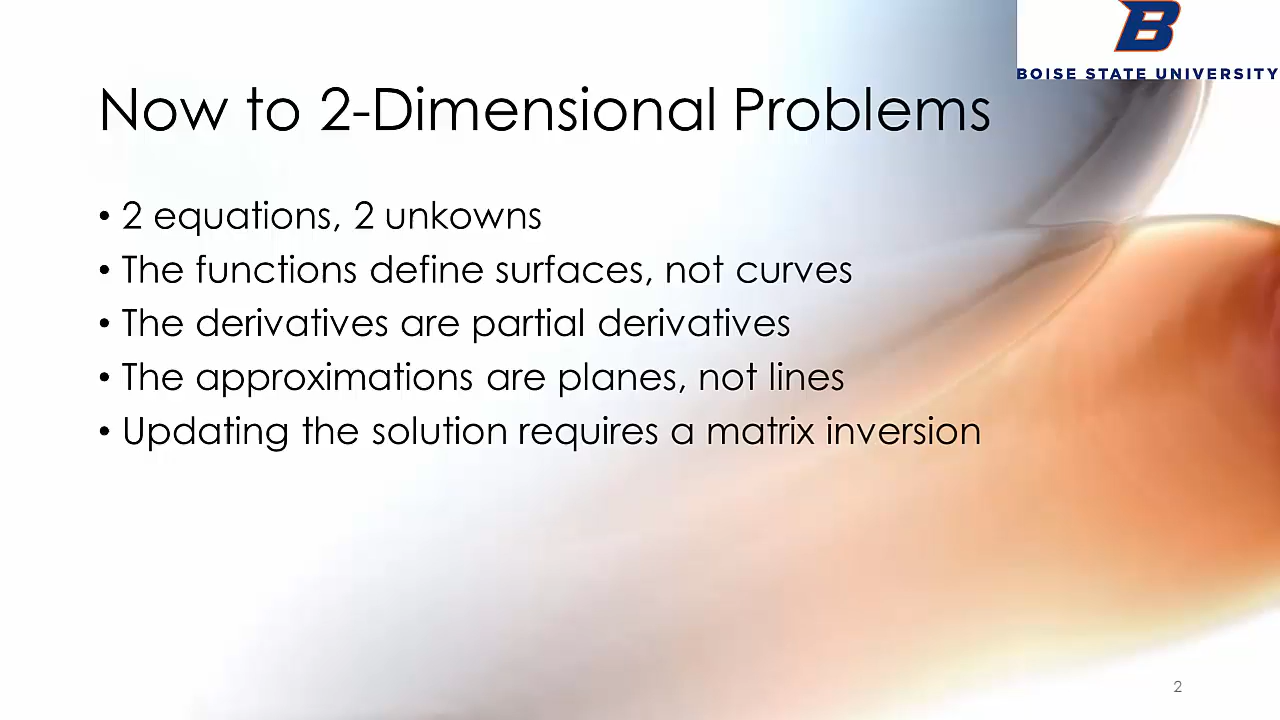 B
BOISE STATE UNIVERSITY
Now to 2-Dimensional Problems
• 2 equations, 2 unkowns
• The functions define surfaces, not curves
• The derivatives are partial derivatives
• The approximations are planes, not lines
• Updating the solution requires a matrix inversion
2